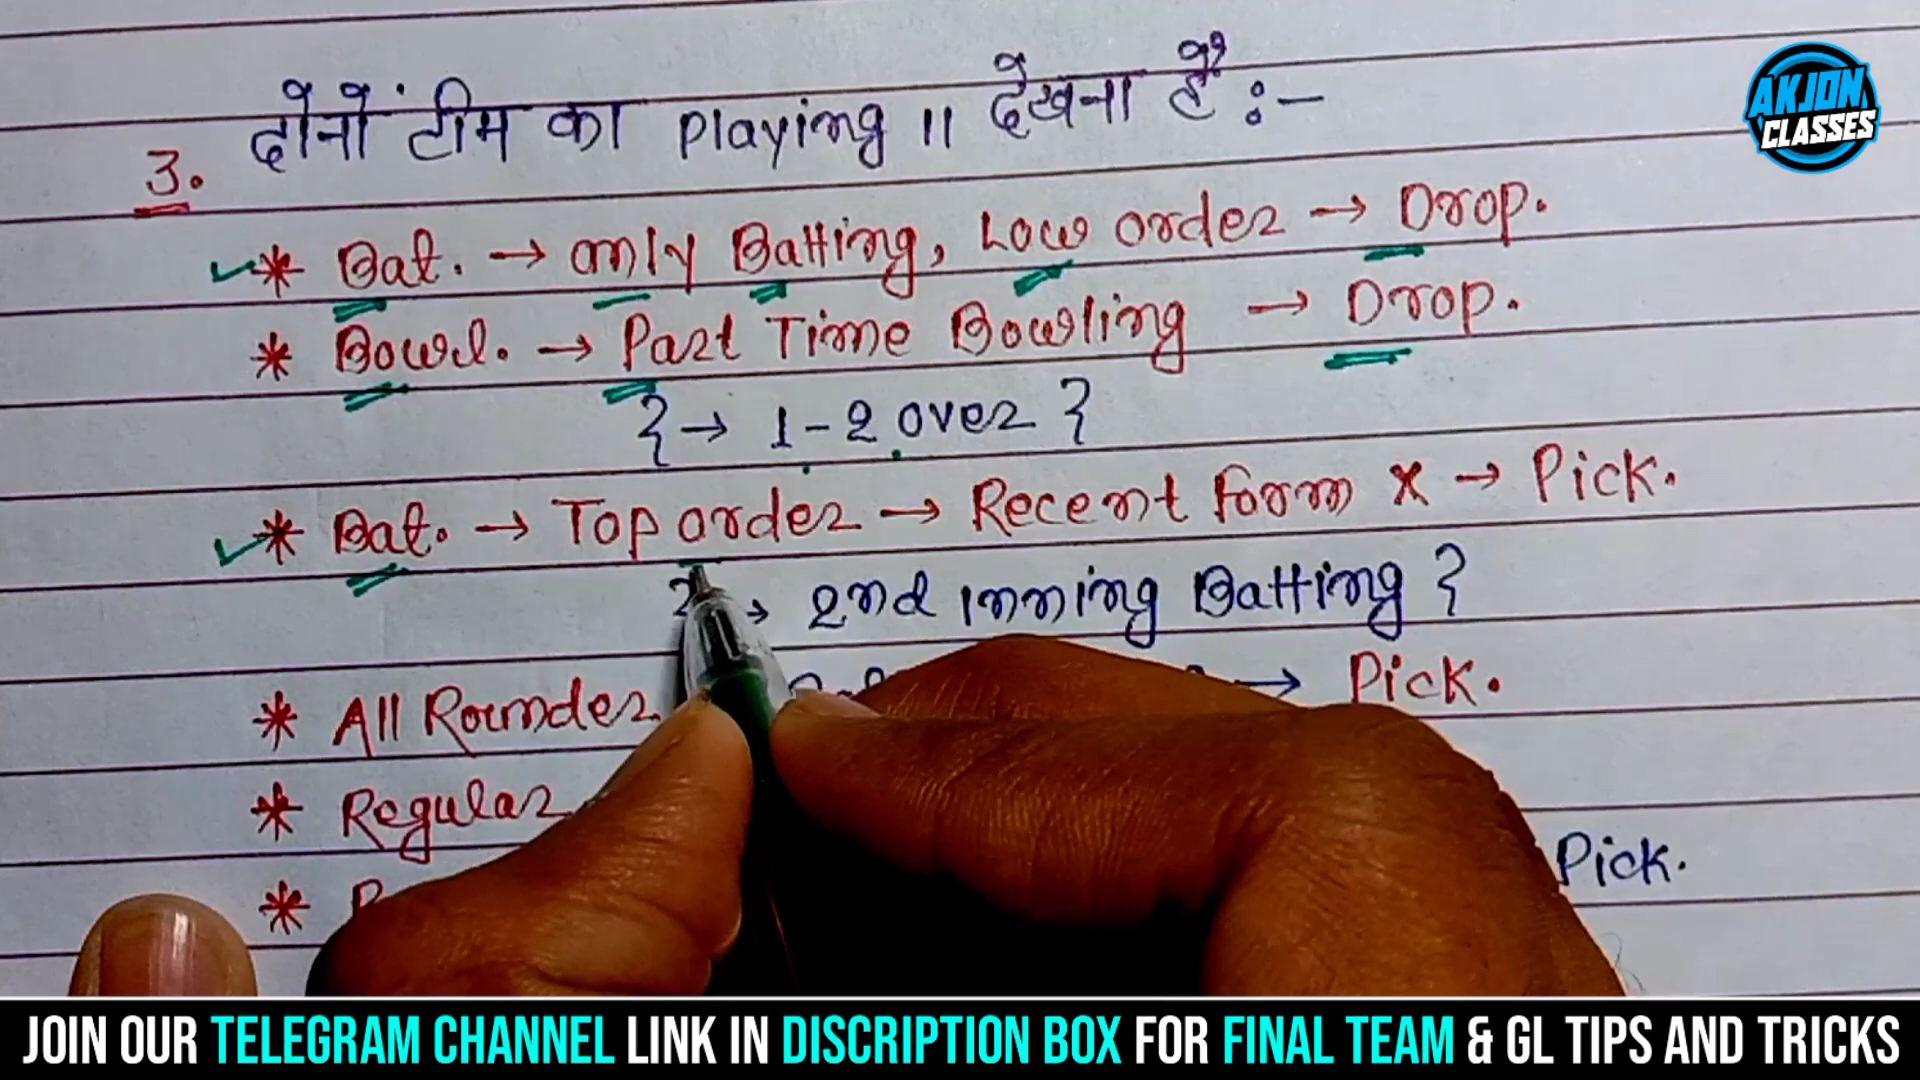 AKJON
CLASSES
3. दोनों टीम का Playing 11 देखना है :-
* Bat. → only Batting, Low order → Drop.
* Bowl. → Part Time Bowling → Drop.
{ → 1-2 over }
* Bat. → Top order → Recent form x → Pick.
→ 2nd inning Batting }
* All Rounder → Pick.
* Regular
Pick.
*
JOIN OUR TELEGRAM CHANNEL LINK IN DISCRIPTION BOX FOR FINAL TEAM & GL TIPS AND TRICKS